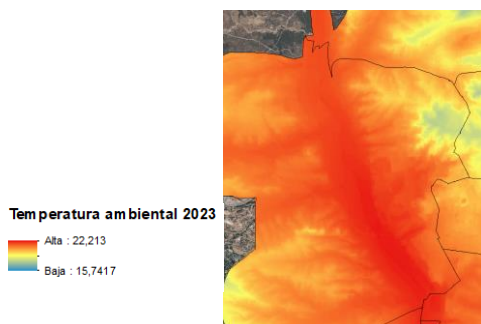 Temperatura ambiental 2023
Alta : 22,213
Baja : 15,7417